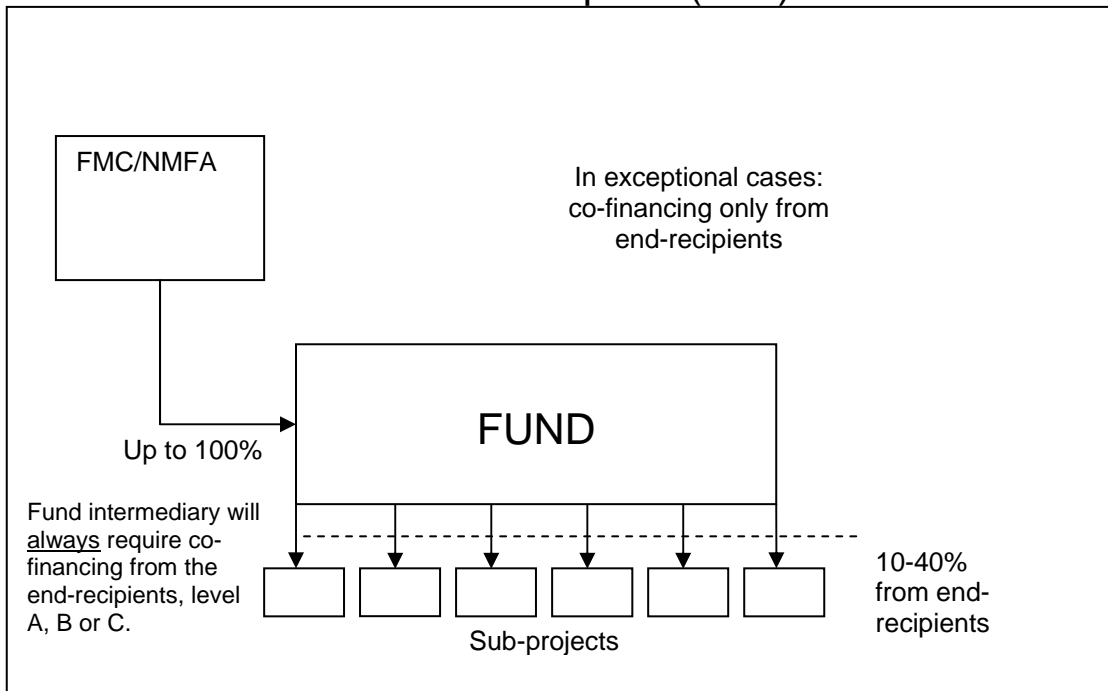 FMC/NMFA
In exceptional cases:
co-financing only from
end-recipients
FUND
Up to 100%
Fund intermediary will
always require co-
financing from the
end-recipients, level
A, B or C.
10-40%
from end-
recipients
Sub-projects